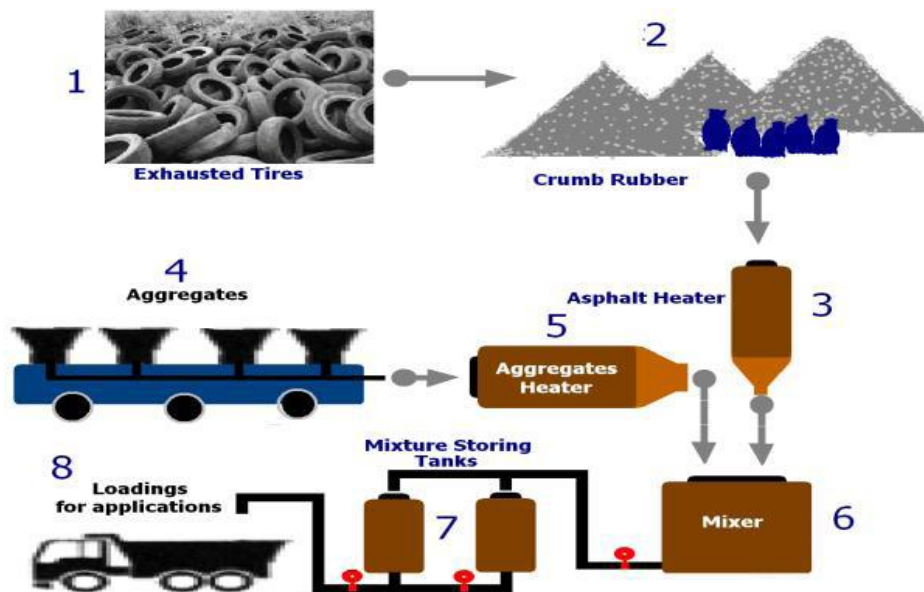 1
Exhausted Tires
2
Crumb Rubber
3
Asphalt Heater
4
Aggregates
5
Aggregates
Heater
6
Mixer
7
Mixture Storing
Tanks
8
Loadings
for applications